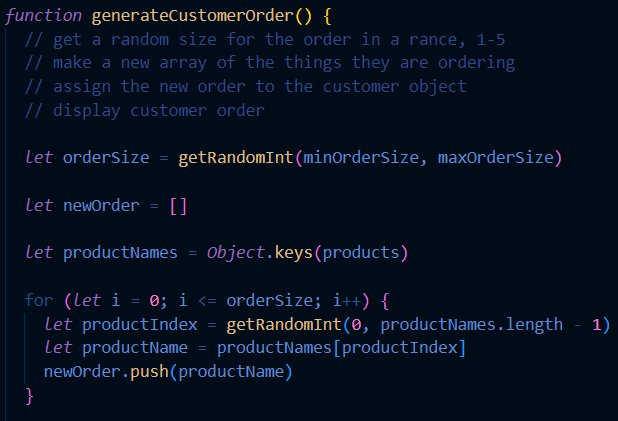 function generateCustomerOrder() {
// get a random size for the order in a rance, 1-5
// make a new array of the things they are ordering
// assign the new order to the customer object
// display customer order
let orderSize = getRandomInt(minOrderSize, maxOrderSize)
let newOrder = []
let productNames = Object.keys(products)
for (let i = 0; i <= orderSize; i++) {
let productIndex = getRandomInt(0, productNames.length - 1)
let productName = productNames[productIndex]
newOrder.push(productName)
}